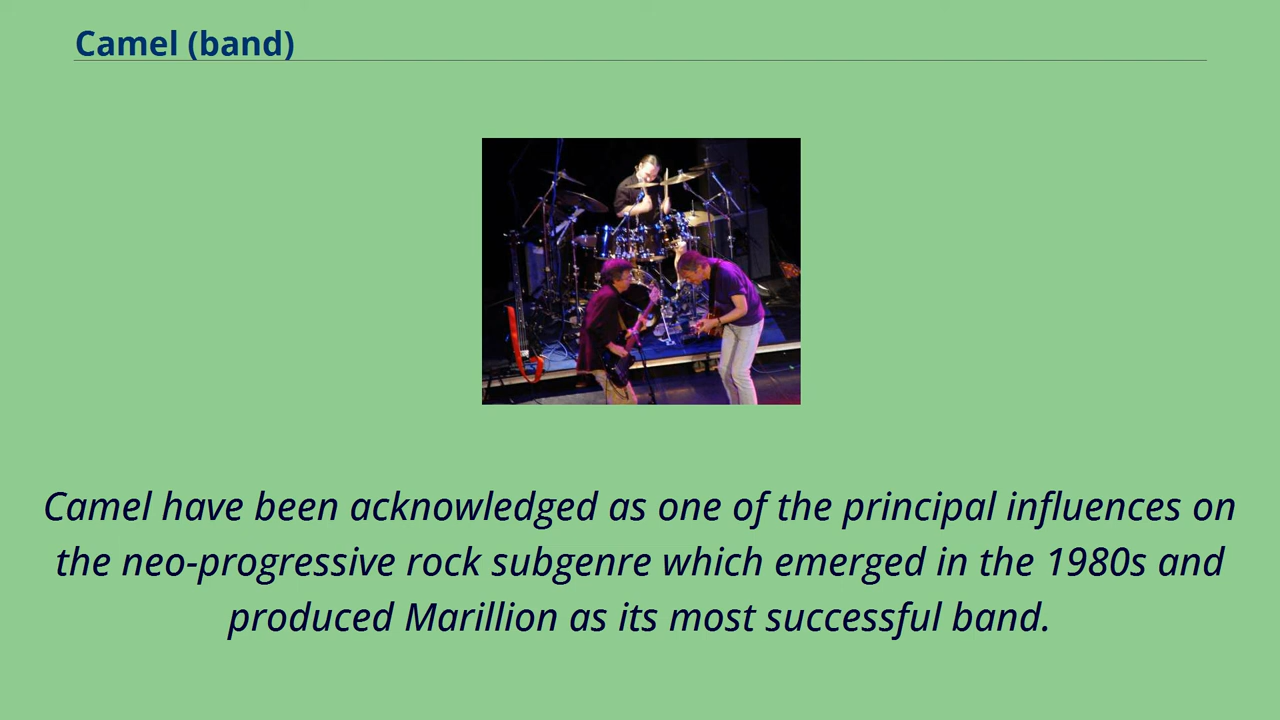 Camel (band)
Camel have been acknowledged as one of the principal influences on
the neo-progressive rock subgenre which emerged in the 1980s and
produced Marillion as its most successful band.